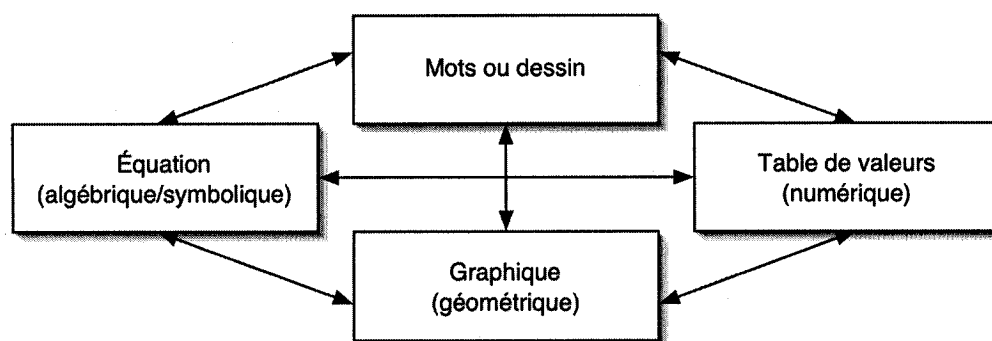 Mots ou dessin
Équation
(algébrique/symbolique)
Table de valeurs
(numérique)
Graphique
(géométrique)